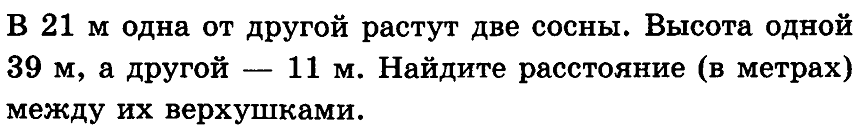 В 21 м одна от другой растут две сосны. Высота одной
39 м, а другой — 11 м. Найдите расстояние (в метрах)
между их верхушками.